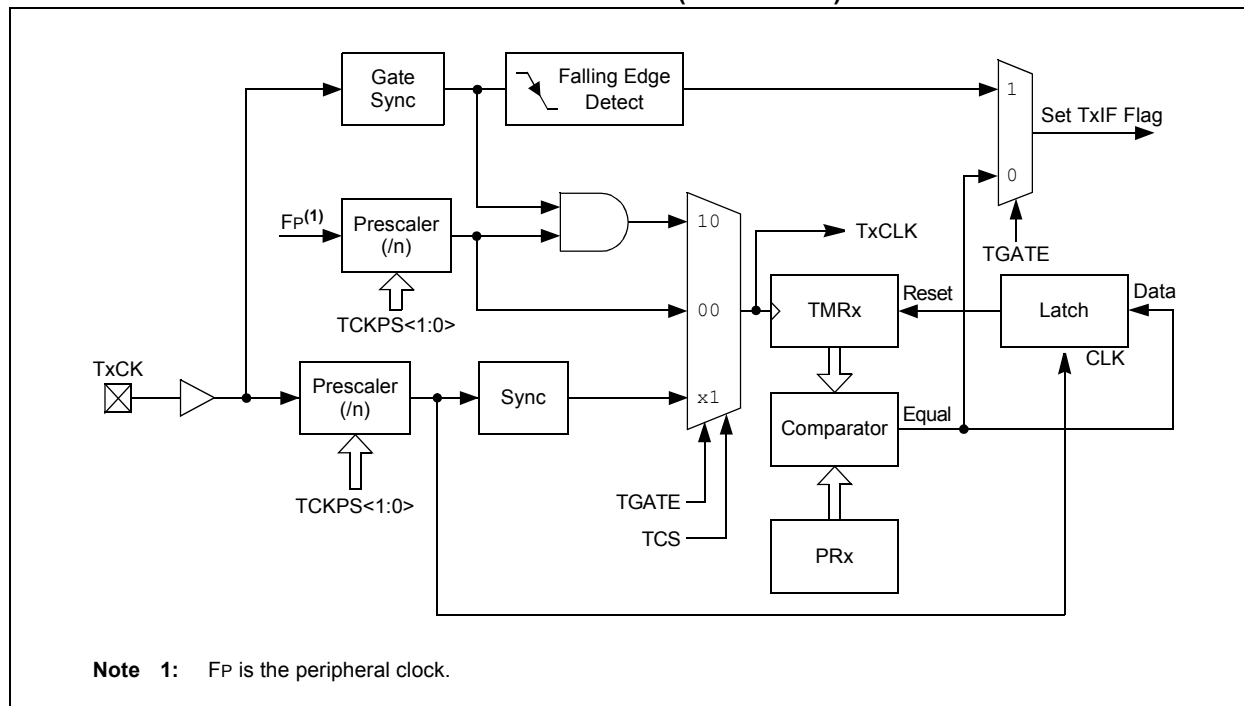 Gate
Sync
Falling Edge
Detect
1
Set TxIF Flag
0
TGATE
FP(1)
Prescaler
(/n)
TCKPS<1:0>
10
TxCLK
00
TMRx
Reset
Latch
Data
CLK
TxCK
Prescaler
(/n)
TCKPS<1:0>
Sync
x1
Comparator
Equal
TGATE
TCS
PRx
Note 1: FP is the peripheral clock.